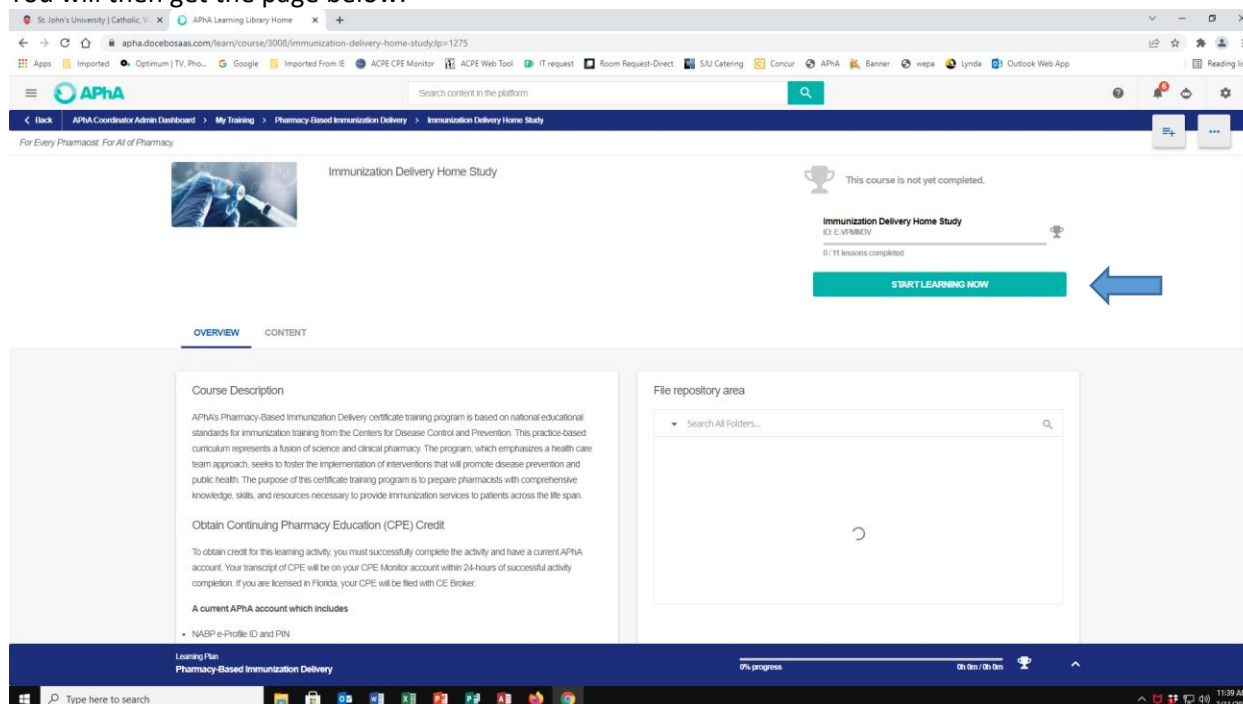 You will then get the page below.
St. John's University | Catholic, Vi
APhA Learning Library Home
apha.docebosaas.com/learn/course/3008/immunization-delivery-home-study;lp=1275
Apps Imported Optimum | TV, Pho... Google Imported From IE ACPE CPE Monitor ACPE Web Tool IT request Room Request-Direct SJU Catering Concur APhA Banner wepa Lynda Outlook Web App Reading lis
APhA Search content in the platform
Back APhA Coordinator Admin Dashboard > My Training > Pharmacy-Based Immunization Delivery > Immunization Delivery Home Study
For Every Pharmacist. For All of Pharmacy.
Immunization Delivery Home Study
This course is not yet completed.
Immunization Delivery Home Study
ID: E-VPMMOV
0 / 11 lessons completed
START LEARNING NOW
OVERVIEW CONTENT
Course Description
APhA's Pharmacy-Based Immunization Delivery certificate training program is based on national educational
standards for immunization training from the Centers for Disease Control and Prevention. This practice-based
curriculum represents a fusion of science and clinical pharmacy. The program, which emphasizes a health care
team approach, seeks to foster the implementation of interventions that will promote disease prevention and
public health. The purpose of this certificate training program is to prepare pharmacists with comprehensive
knowledge, skills, and resources necessary to provide immunization services to patients across the life span.
Obtain Continuing Pharmacy Education (CPE) Credit
To obtain credit for this learning activity, you must successfully complete the activity and have a current APhA
account. Your transcript of CPE will be on your CPE Monitor account within 24-hours of successful activity
completion. If you are licensed in Florida, your CPE will be filed with CE Broker.
A current APhA account which includes
• NABP e-Profile ID and PIN
File repository area
Search All Folders...
Learning Plan
Pharmacy-Based Immunization Delivery
0% progress 0h 0m / 0h 0m
Type here to search
11:39 AM